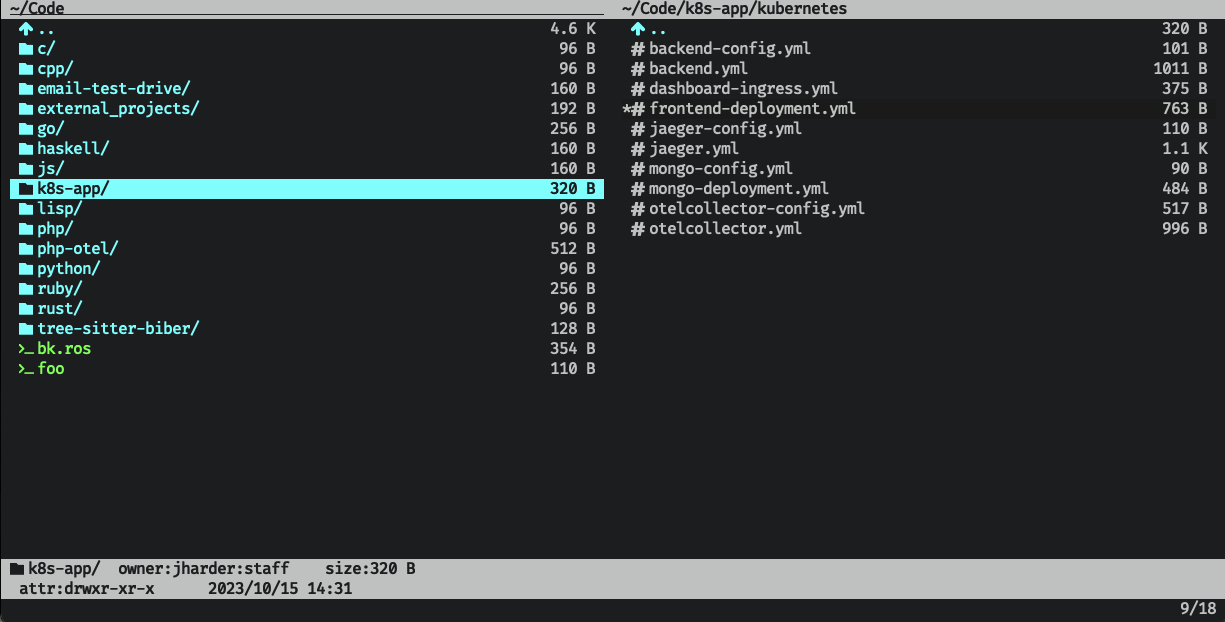 ~/Code
.. 4.6 K
c/ 96 B
cpp/ 96 B
email-test-drive/ 160 B
external_projects/ 192 B
go/ 256 B
haskell/ 160 B
js/ 160 B
k8s-app/ 320 B
lisp/ 96 B
php/ 96 B
php-otel/ 512 B
python/ 96 B
ruby/ 256 B
rust/ 96 B
tree-sitter-biber/ 128 B
>_bk.ros 354 B
>_foo 110 B
~/Code/k8s-app/kubernetes
.. 320 B
#backend-config.yml 101 B
#backend.yml 1011 B
#dashboard-ingress.yml 375 B
*#frontend-deployment.yml 763 B
#jaeger-config.yml 110 B
#jaeger.yml 1.1 K
#mongo-config.yml 90 B
#mongo-deployment.yml 484 B
#otelcollector-config.yml 517 B
#otelcollector.yml 996 B
k8s-app/ owner:jharder:staff size:320 B
attr:drwxr-xr-x 2023/10/15 14:31
9/18